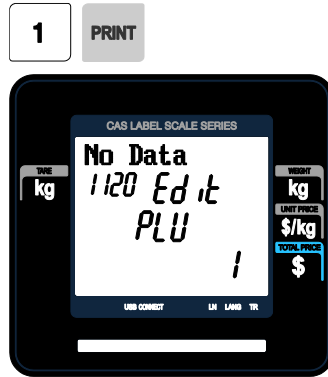 1 PRINT
CAS LABEL SCALE SERIES
No Data
TARE
kg
1120 Edit
WEIGHT
kg
PLU
UNIT PRICE
$/kg
1
TOTAL PRICE
$
USB CONNECT LN LANG TR